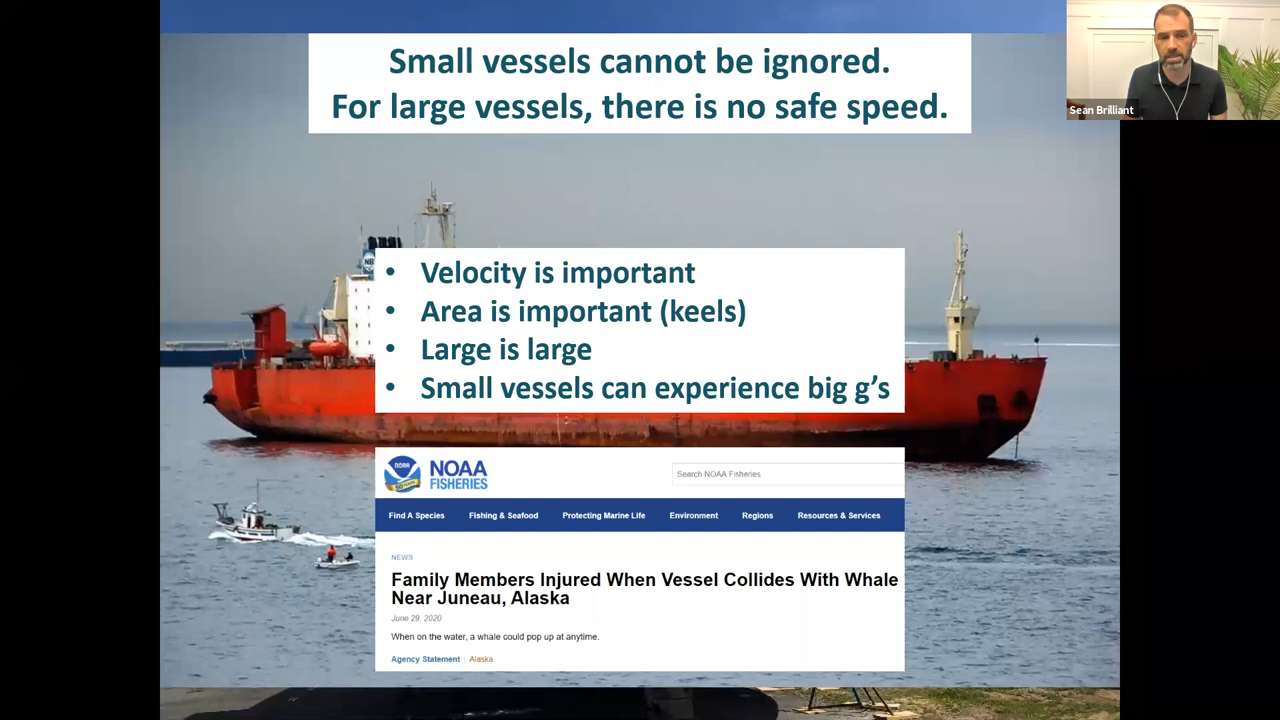 Small vessels cannot be ignored.
For large vessels, there is no safe speed.
Sean Brilliant
• Velocity is important
• Area is important (keels)
• Large is large
• Small vessels can experience big g’s
NOAA
NOAA
FISHERIES
Search NOAA Fisheries
Find A Species Fishing & Seafood Protecting Marine Life Environment Regions Resources & Services
NEWS
Family Members Injured When Vessel Collides With Whale
Near Juneau, Alaska
June 29, 2020
When on the water, a whale could pop up at anytime.
Agency Statement | Alaska